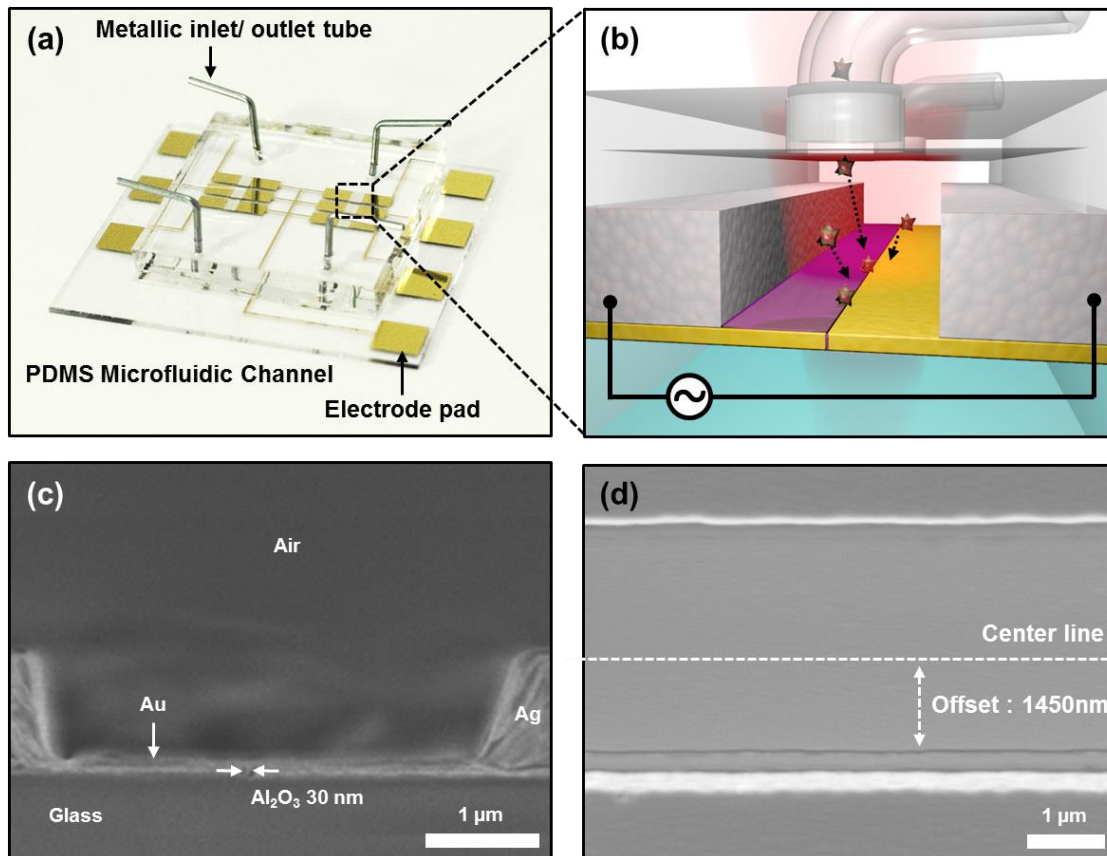 (a)
Metallic inlet/ outlet tube
PDMS Microfluidic Channel
Electrode pad
(b)
(c)
Air
Au
Ag
Al₂O₃ 30 nm
Glass
1 µm
(d)
Center line
Offset : 1450nm
1 µm